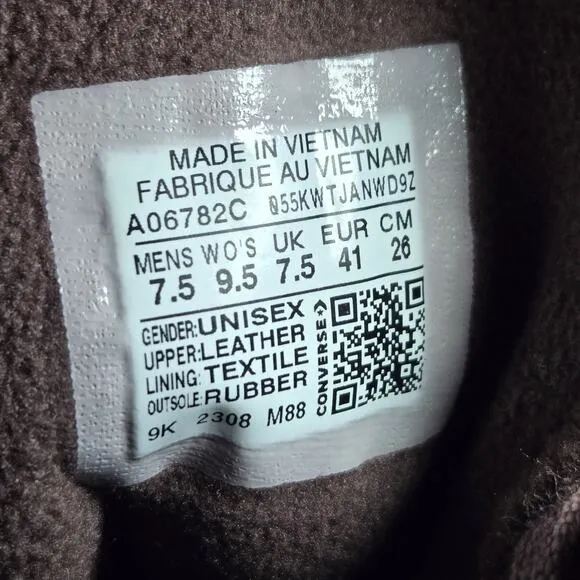 MADE IN VIETNAM
FABRIQUE AU VIETNAM
A06782C Q55KWTJANWD9Z
MENS WO'S UK EUR CM
7.5 9.5 7.5 41 26
GENDER: UNISEX
UPPER: LEATHER
LINING: TEXTILE
OUTSOLE: RUBBER
CONVERSE
9K 2308 M88